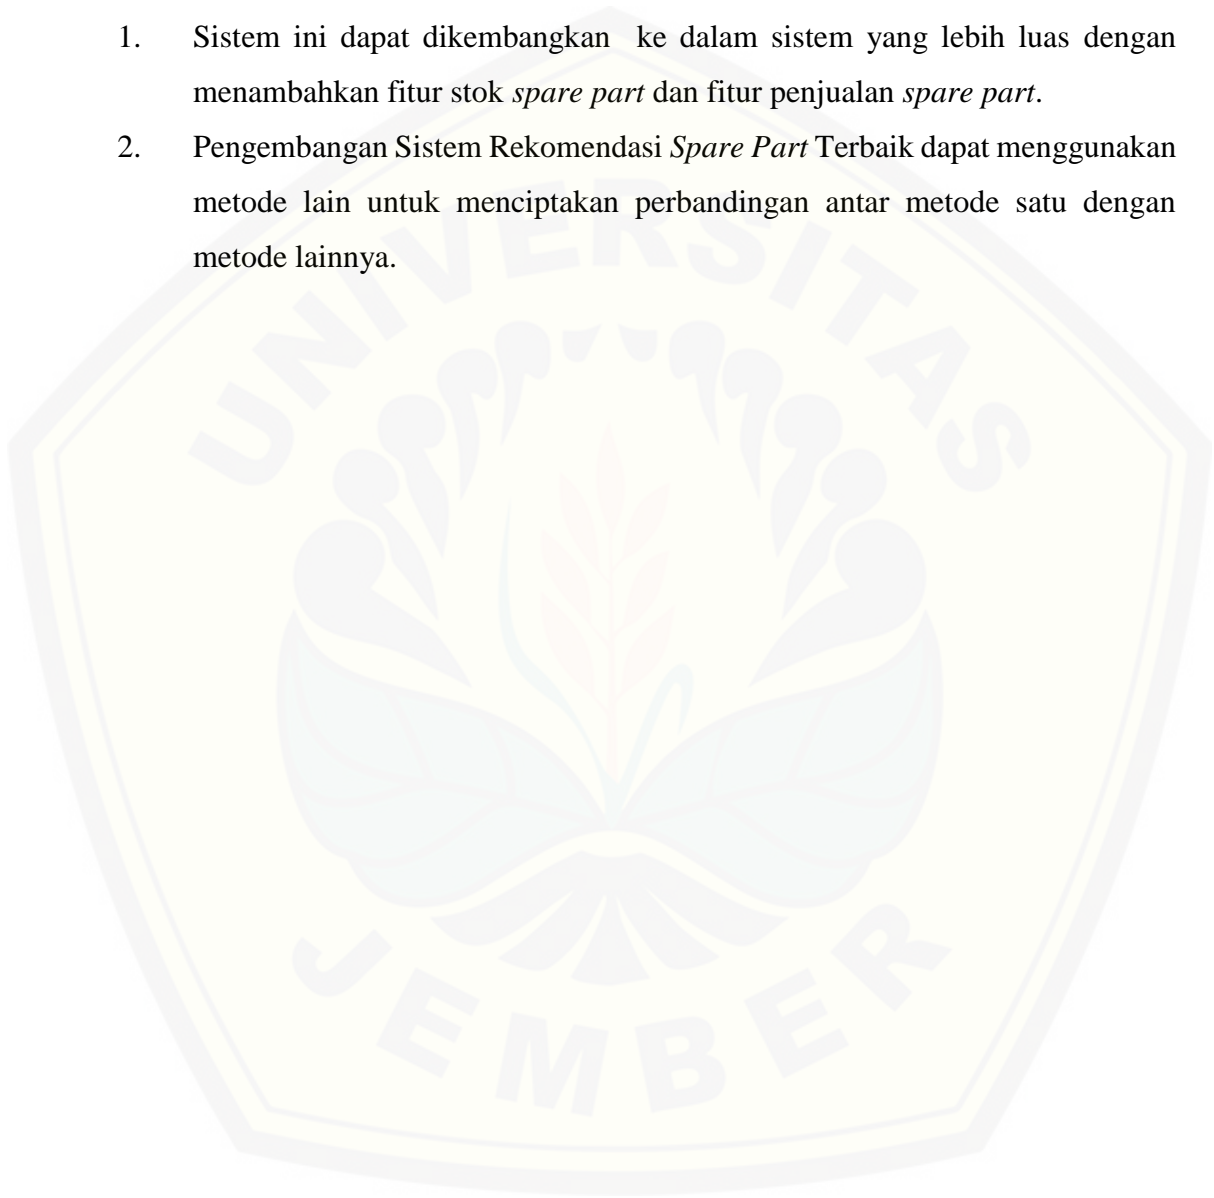 1. Sistem ini dapat dikembangkan ke dalam sistem yang lebih luas dengan
menambahkan fitur stok spare part dan fitur penjualan spare part.
2. Pengembangan Sistem Rekomendasi Spare Part Terbaik dapat menggunakan
metode lain untuk menciptakan perbandingan antar metode satu dengan
metode lainnya.
UNIVERSITAS
JEMBER